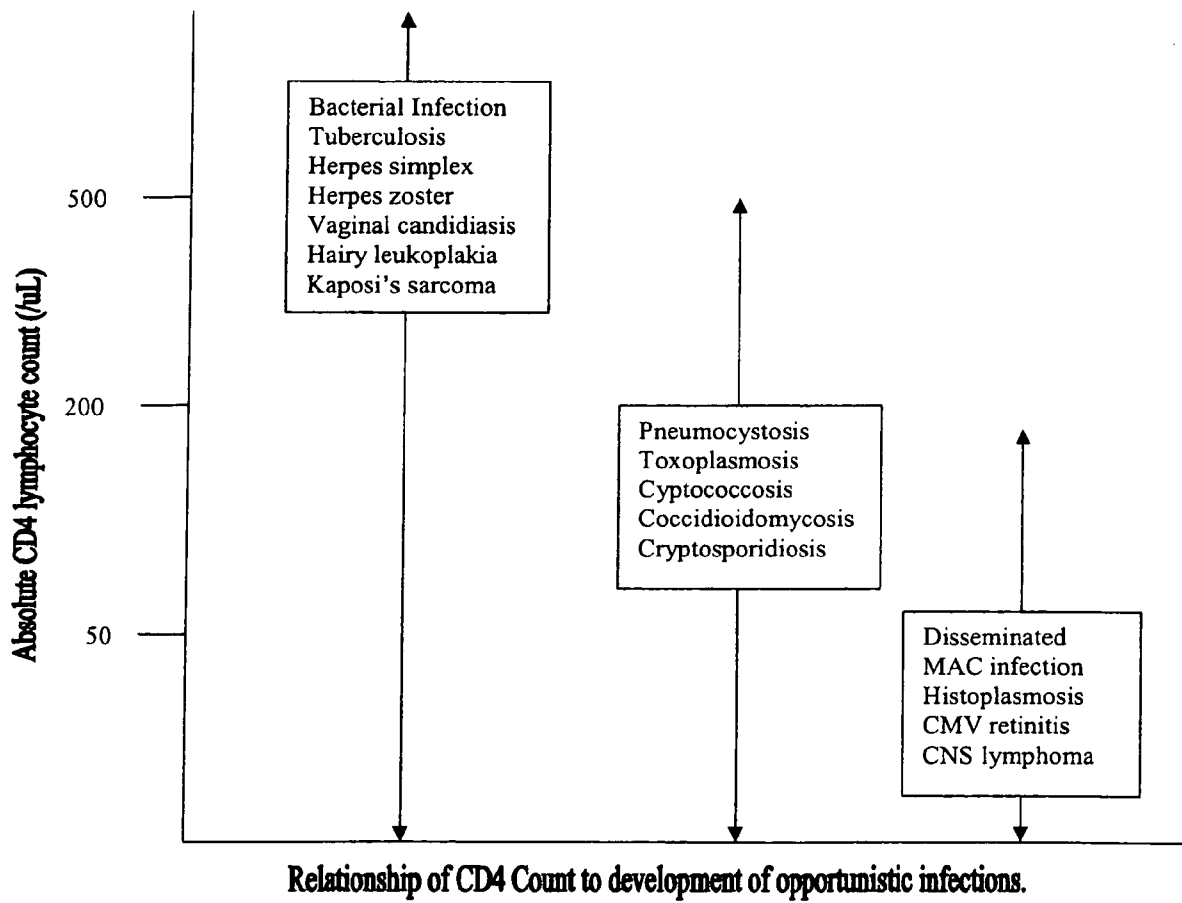 Bacterial Infection
Tuberculosis
Herpes simplex
Herpes zoster
Vaginal candidiasis
Hairy leukoplakia
Kaposi's sarcoma
500
200
50
Absolute CD4 lymphocyte count (/uL)
Pneumocystosis
Toxoplasmosis
Cyptococcosis
Coccidioidomycosis
Cryptosporidiosis
Disseminated
MAC infection
Histoplasmosis
CMV retinitis
CNS lymphoma
Relationship of CD4 Count to development of opportunistic infections.